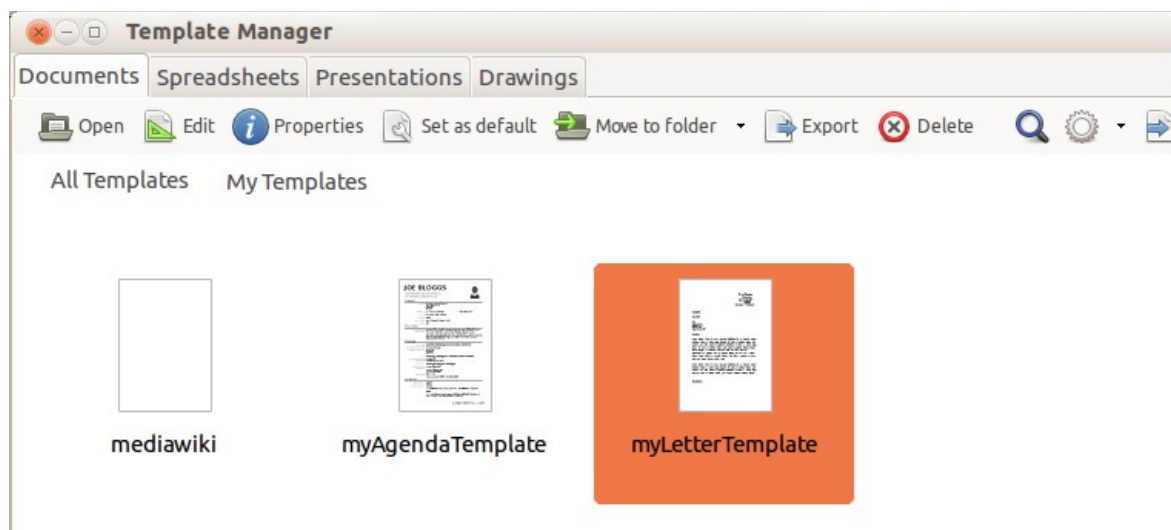 Template Manager
Documents Spreadsheets Presentations Drawings
Open Edit Properties Set as default Move to folder Export Delete
All Templates My Templates
JOE BLOGGS
mediawiki myAgendaTemplate myLetterTemplate